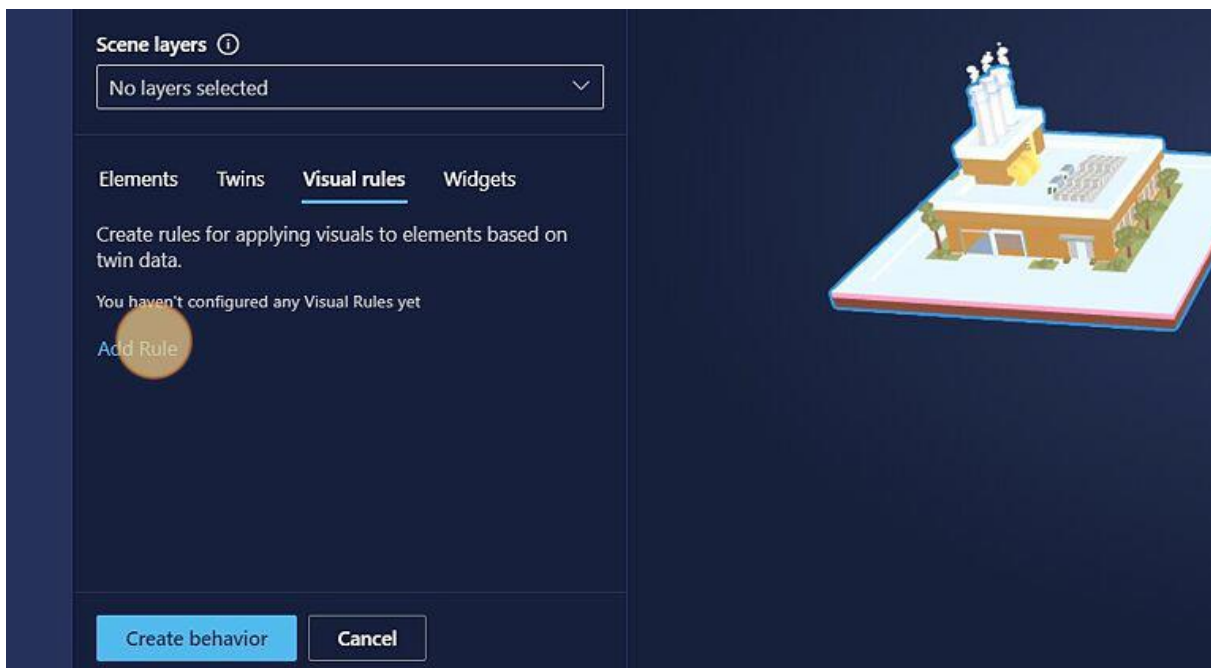 Scene layers
No layers selected
Elements Twins Visual rules Widgets
Create rules for applying visuals to elements based on
twin data.
You haven't configured any Visual Rules yet
Add Rule
Create behavior Cancel